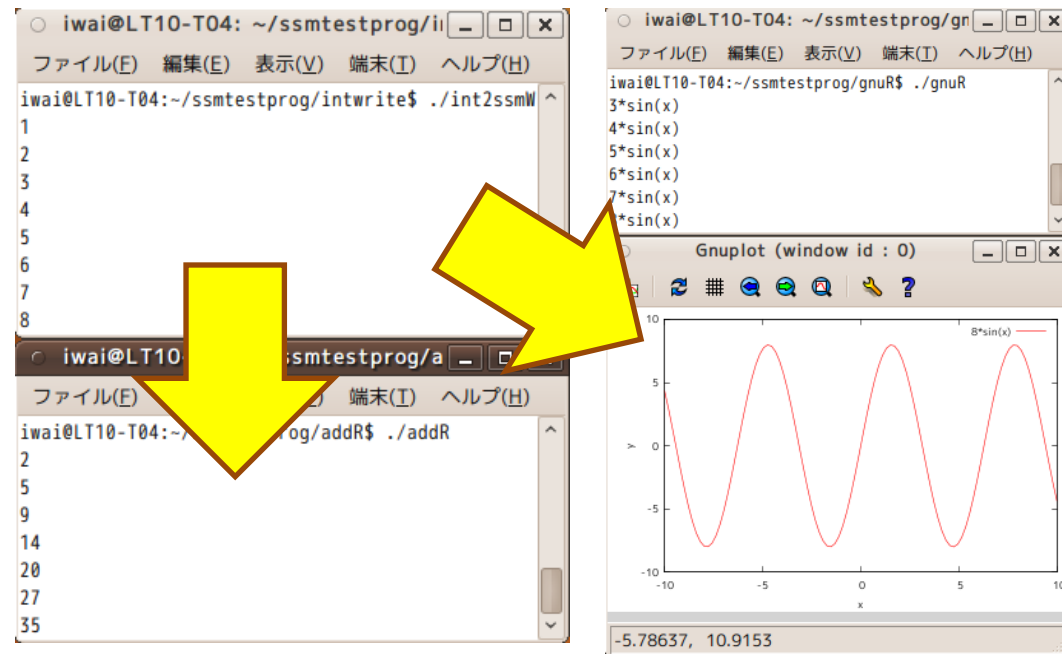 iwai@LT10-T04: ~/ssmtestprog/i
ファイル(F) 編集(E) 表示(V) 端末(T) ヘルプ(H)
iwai@LT10-T04:~/ssmtestprog/intwrite$ ./int2ssmW
1
2
3
4
5
6
7
8
iwai@LT10 ssmtestprog/a
ファイル(F) 端末(T) ヘルプ(H)
iwai@LT10-T04:~/ rog/addR$ ./addR
2
5
9
14
20
27
35
iwai@LT10-T04: ~/ssmtestprog/gn
ファイル(F) 編集(E) 表示(V) 端末(T) ヘルプ(H)
iwai@LT10-T04:~/ssmtestprog/gnuR$ ./gnuR
3*sin(x)
4*sin(x)
5*sin(x)
6*sin(x)
7*sin(x)
*sin(x)
Gnuplot (window id : 0)
8*sin(x)
10
5
y
0
-5
-10
-10 -5 0 5 10
x
-5.78637, 10.9153